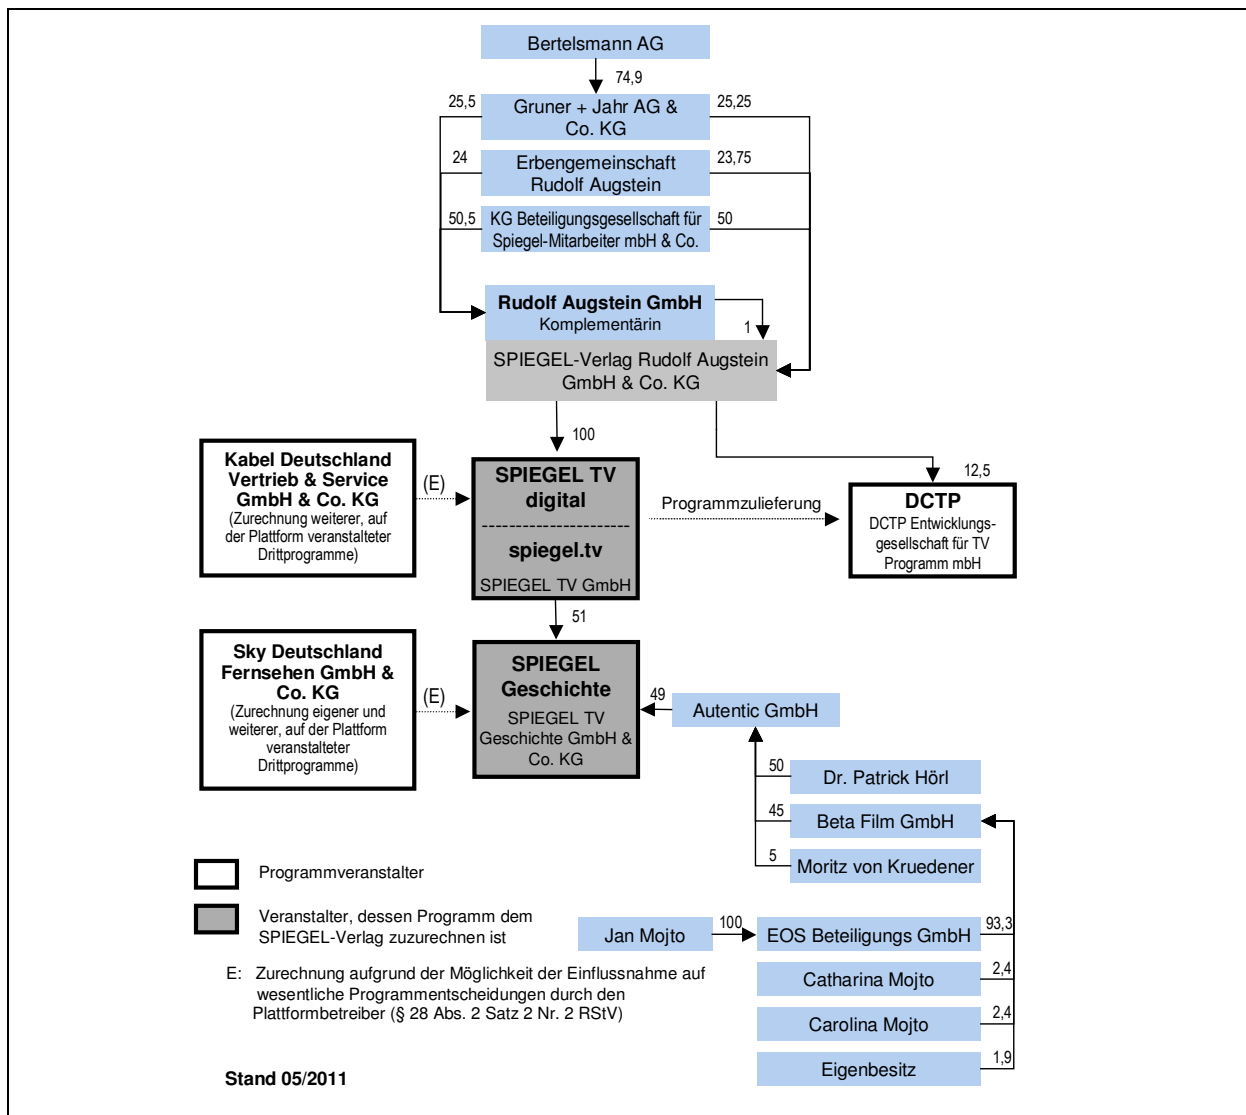 Bertelsmann AG
74,9
25,5
Gruner + Jahr AG &
Co. KG
25,25
24
Erbengemeinschaft
Rudolf Augstein
23,75
50,5
KG Beteiligungsgesellschaft für
Spiegel-Mitarbeiter mbH & Co.
50
Rudolf Augstein GmbH
Komplementärin
1
SPIEGEL-Verlag Rudolf Augstein
GmbH & Co. KG
100
12,5
Kabel Deutschland
Vertrieb & Service
GmbH & Co. KG
(Zurechnung weiterer, auf
der Plattform veranstalteter
Drittprogramme)
(E)
SPIEGEL TV
digital
spiegel.tv
SPIEGEL TV GmbH
Programmzulieferung
DCTP
DCTP Entwicklungs-
gesellschaft für TV
Programm mbH
51
Sky Deutschland
Fernsehen GmbH &
Co. KG
(Zurechnung eigener und
weiterer, auf der Plattform
veranstalteter
Drittprogramme)
(E)
SPIEGEL
Geschichte
SPIEGEL TV
Geschichte GmbH &
Co. KG
49
Autentic GmbH
50
Dr. Patrick Hörl
45
Beta Film GmbH
5
Moritz von Kruedener
Programmveranstalter
Veranstalter, dessen Programm dem
SPIEGEL-Verlag zuzurechnen ist
Jan Mojto
100
EOS Beteiligungs GmbH
93,3
Catharina Mojto
2,4
Carolina Mojto
2,4
Eigenbesitz
1,9
E: Zurechnung aufgrund der Möglichkeit der Einflussnahme auf
wesentliche Programmentscheidungen durch den
Plattformbetreiber (§ 28 Abs. 2 Satz 2 Nr. 2 RStV)
Stand 05/2011